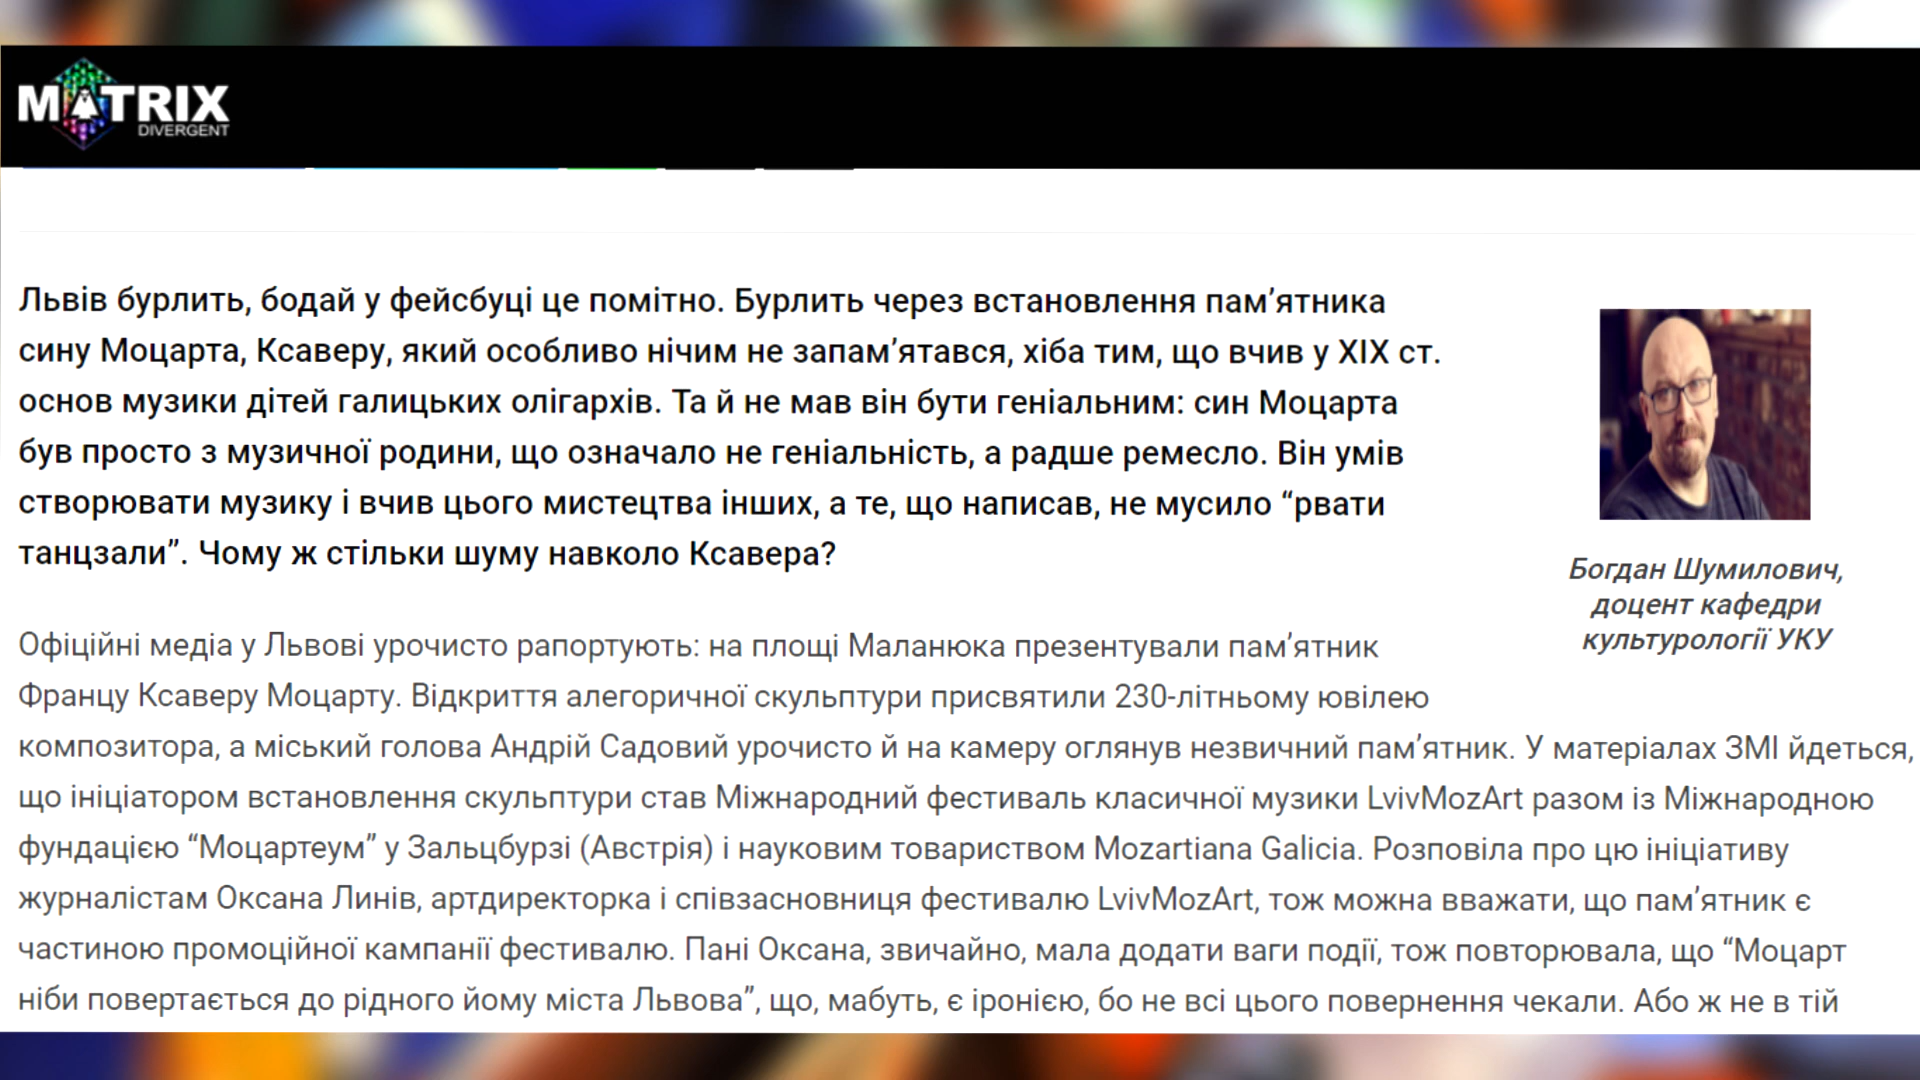 MATRIX
DIVERGENT
Львів бурлить, бодай у фейсбуці це помітно. Бурлить через встановлення пам’ятника
сину Моцарта, Ксаверу, який особливо нічим не запам’ятався, хіба тим, що вчив у XIX ст.
основ музики дітей галицьких олігархів. Та й не мав він бути геніальним: син Моцарта
був просто з музичної родини, що означало не геніальність, а радше ремесло. Він умів
створювати музику і вчив цього мистецтва інших, а те, що написав, не мусило “рвати
танцзали”. Чому ж стільки шуму навколо Ксавера?
Богдан Шумилович,
доцент кафедри
культурології УКУ
Офіційні медіа у Львові урочисто рапортують: на площі Маланюка презентували пам’ятник
Францу Ксаверу Моцарту. Відкриття алегоричної скульптури присвятили 230-літньому ювілею
композитора, а міський голова Андрій Садовий урочисто й на камеру оглянув незвичний пам’ятник. У матеріалах ЗМІ йдеться,
що ініціатором встановлення скульптури став Міжнародний фестиваль класичної музики LvivMozArt разом із Міжнародною
фундацією “Моцартеум” у Зальцбурзі (Австрія) і науковим товариством Mozartiana Galicia. Розповіла про цю ініціативу
журналістам Оксана Линів, артдиректорка і співзасновниця фестивалю LvivMozArt, тож можна вважати, що пам’ятник є
частиною промоційної кампанії фестивалю. Пані Оксана, звичайно, мала додати ваги події, тож повторювала, що “Моцарт
ніби повертається до рідного йому міста Львова”, що, мабуть, є іронією, бо не всі цього повернення чекали. Або ж не в тій